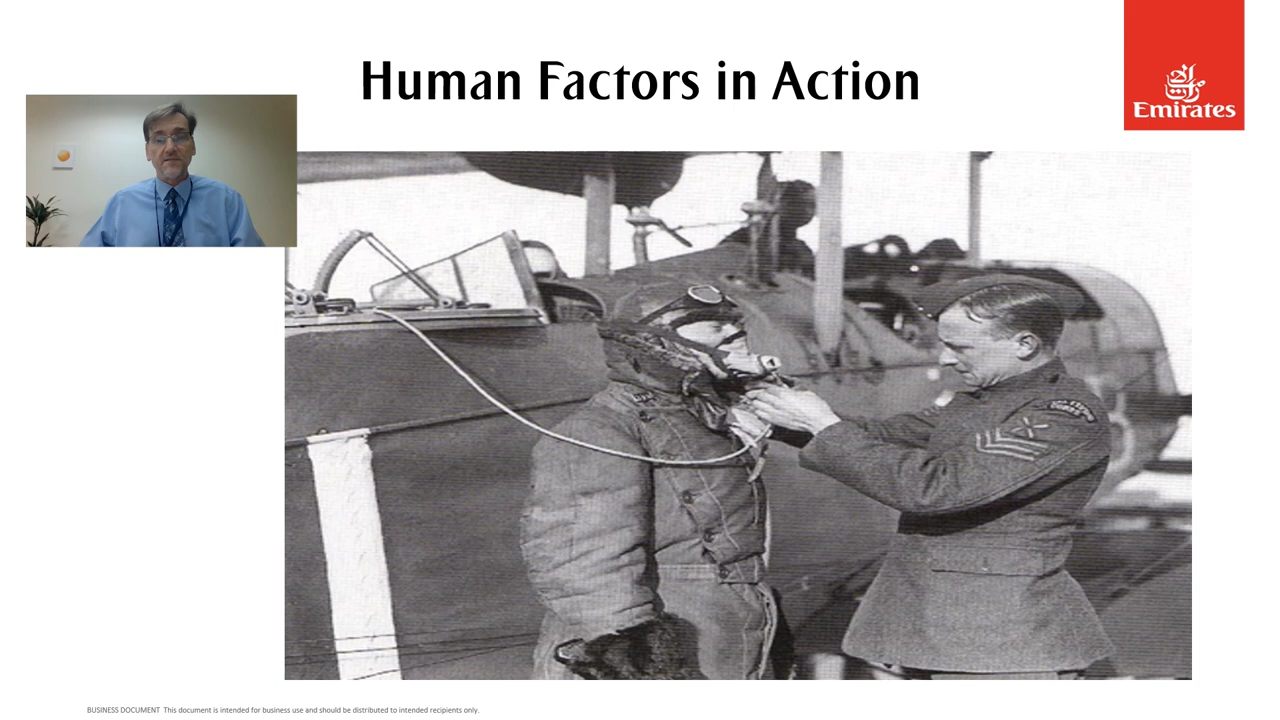 Human Factors in Action
Emirates
BUSINESS DOCUMENT This document is intended for business use and should be distributed to intended recipients only.